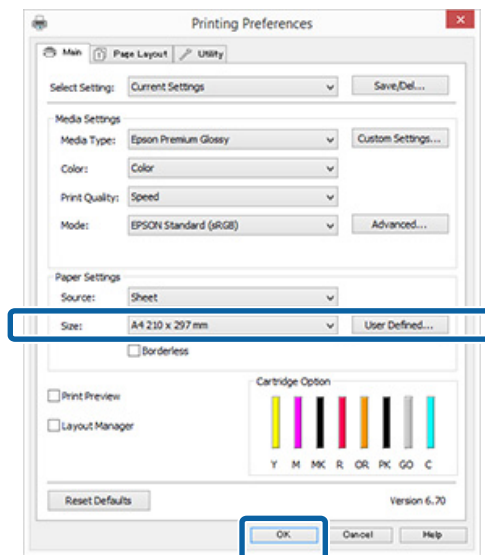 Printing Preferences
Main Page Layout Utility
Select Setting: Current Settings Save/Del...
Media Settings
Media Type: Epson Premium Glossy Custom Settings...
Color: Color
Print Quality: Speed
Mode: EPSON Standard (sRGB) Advanced...
Paper Settings
Source: Sheet
Size: A4 210 x 297 mm User Defined...
Borderless
Print Preview
Layout Manager
Cartridge Option
Y M MK R OR PK GO C
Reset Defaults Version 6.70
OK Cancel Help